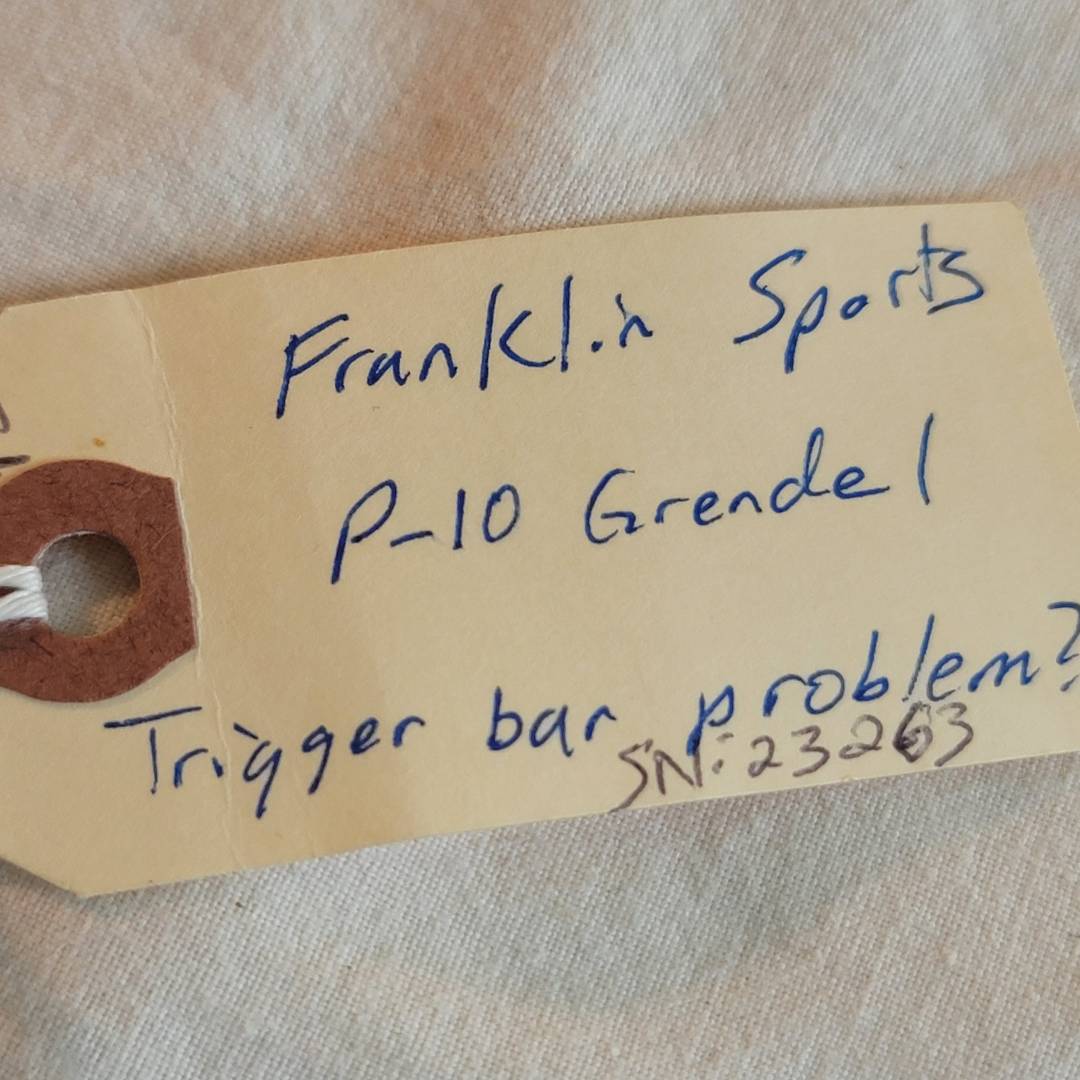 Franklin Sports
P-10 Grendel
Trigger bar problem?
SN: 23263